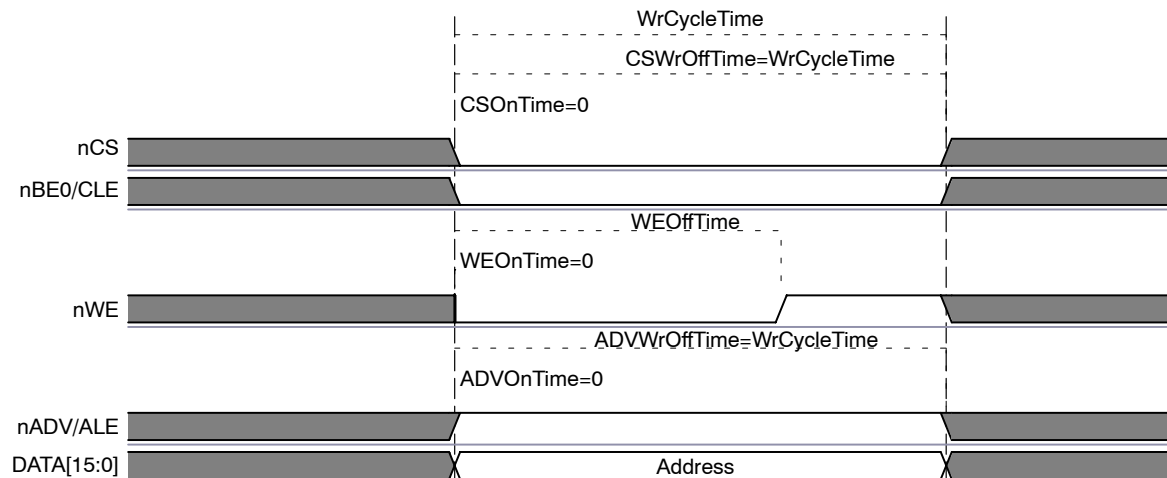 WrCycleTime
CSWrOffTime=WrCycleTime
CSOnTime=0
nCS
nBE0/CLE
WEOffTime
WEOnTime=0
nWE
ADVWrOffTime=WrCycleTime
ADVOnTime=0
nADV/ALE
DATA[15:0]
Address